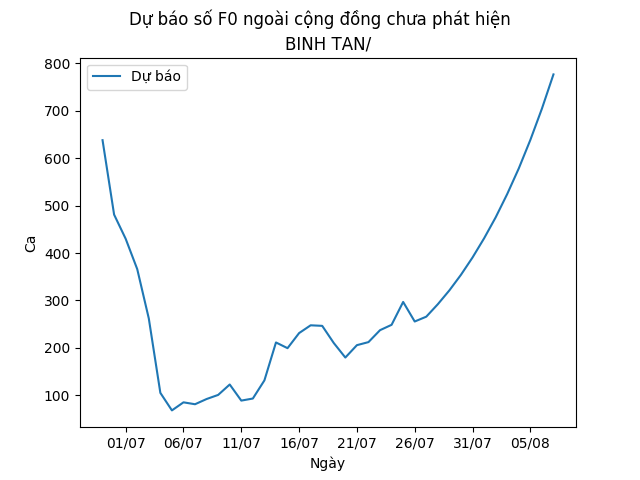 Dự báo số F0 ngoài cộng đồng chưa phát hiện
BINH TAN/
Dự báo
800
700
600
500
400
300
200
100
Ca
01/07 06/07 11/07 16/07 21/07 26/07 31/07 05/08
Ngày